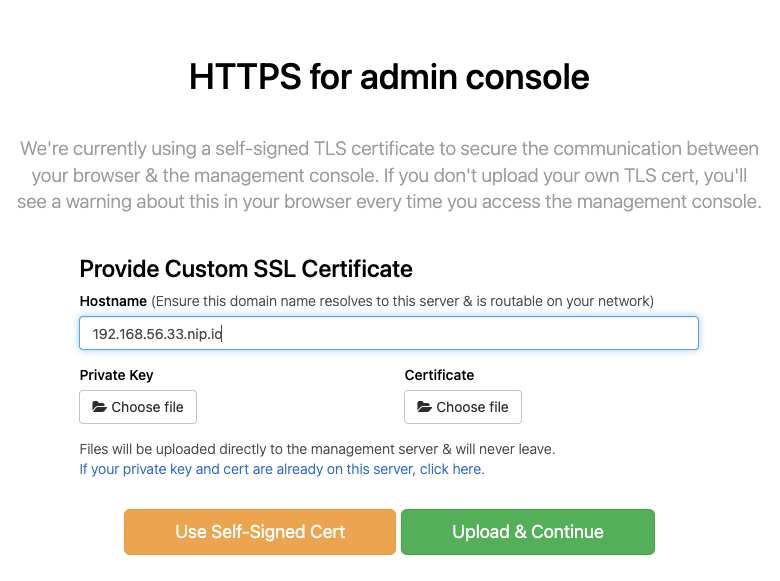 HTTPS for admin console
We're currently using a self-signed TLS certificate to secure the communication between
your browser & the management console. If you don't upload your own TLS cert, you'll
see a warning about this in your browser every time you access the management console.
Provide Custom SSL Certificate
Hostname (Ensure this domain name resolves to this server & is routable on your network)
192.168.56.33.nip.io
Private Key
Certificate
Choose file
Choose file
Files will be uploaded directly to the management server & will never leave.
If your private key and cert are already on this server, click here.
Use Self-Signed Cert
Upload & Continue